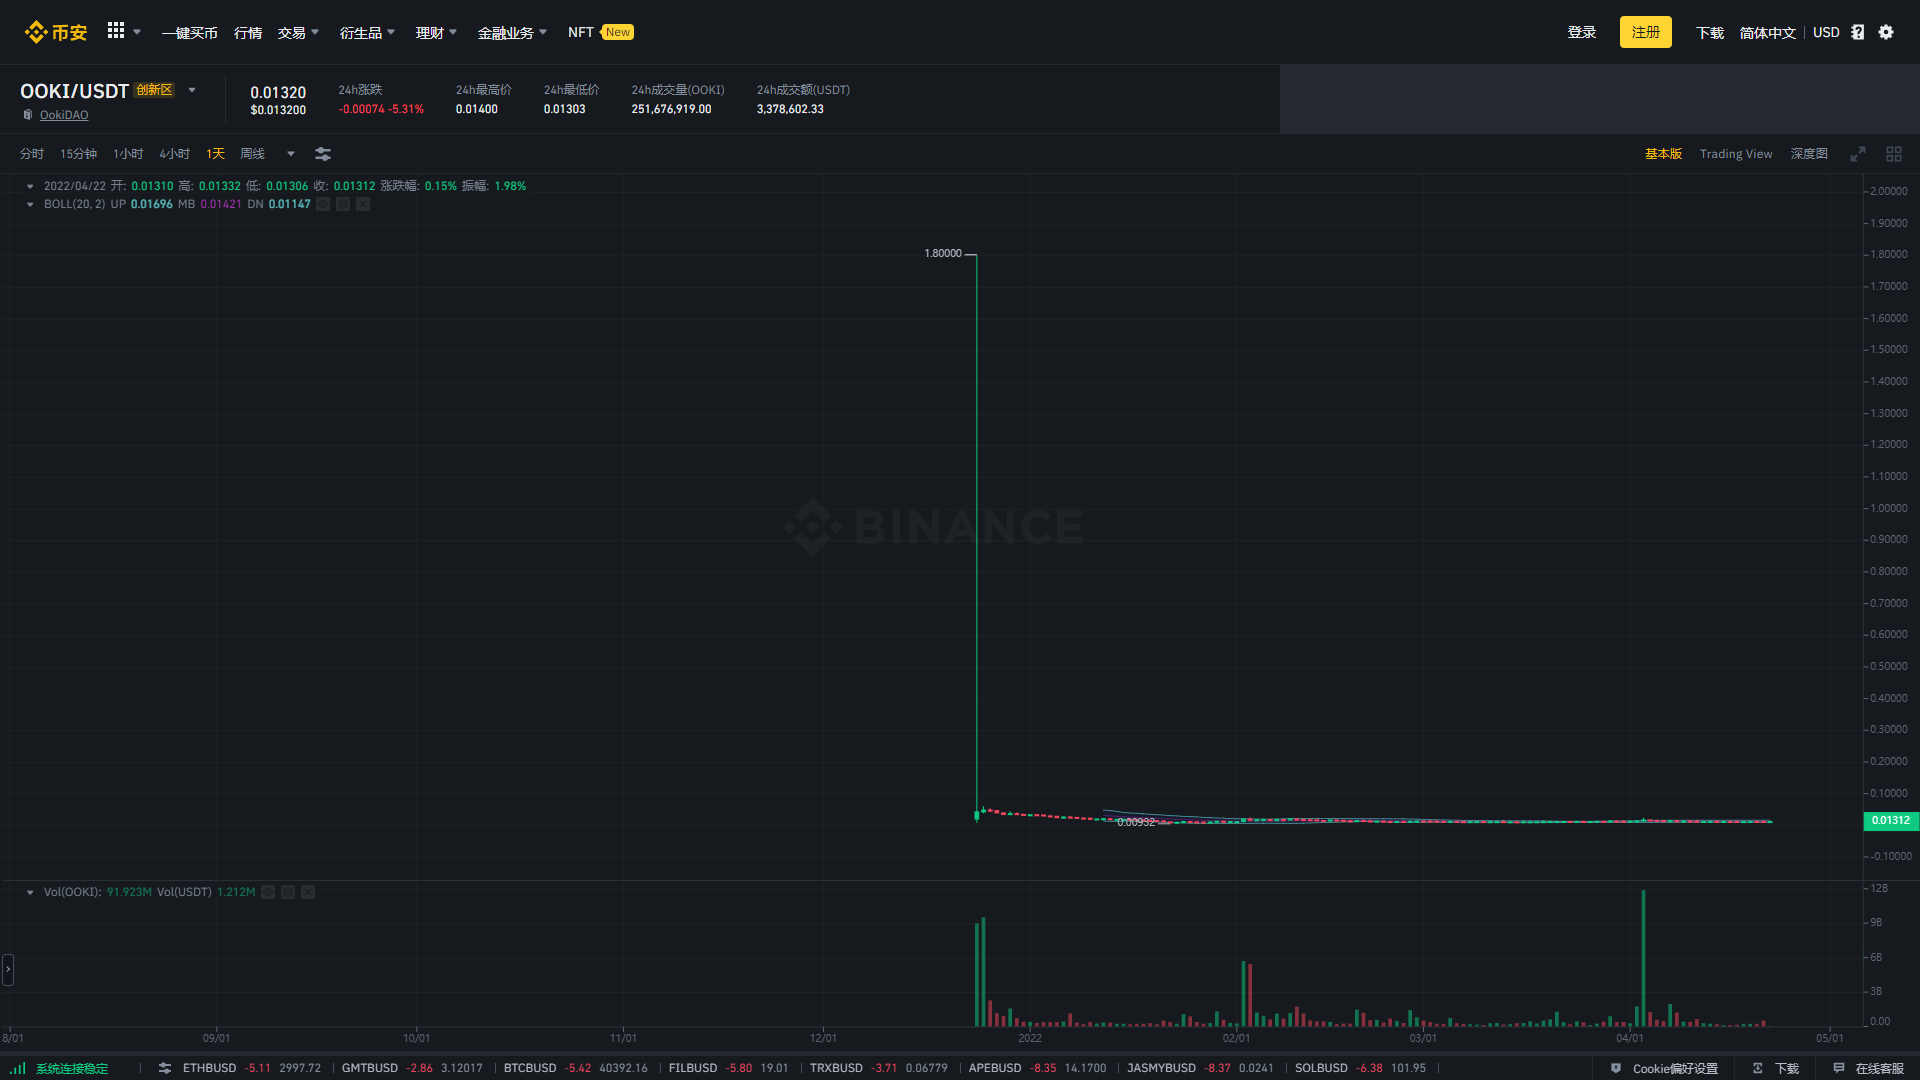 币安 一键买币 行情 交易 衍生品 理财 金融业务 NFT New 登录 注册 下载 简体中文 USD
OOKI/USDT 创新区
OokiDAO
0.01320
$0.013200
24h涨跌
-0.00074 -5.31%
24h最高价
0.01400
24h最低价
0.01303
24h成交量(OOKI)
251,676,919.00
24h成交额(USDT)
3,378,602.33
分时 15分钟 1小时 4小时 1天 周线 基本版 Trading View 深度图
2022/04/22 开: 0.01310 高: 0.01332 低: 0.01306 收: 0.01312 涨跌幅: 0.15% 振幅: 1.98%
BOLL(20, 2) UP 0.01696 MB 0.01421 DN 0.01147
2.00000
1.90000
1.80000
1.80000
1.70000
1.60000
1.50000
1.40000
1.30000
1.20000
1.10000
1.00000
BINANCE
0.90000
0.80000
0.70000
0.60000
0.50000
0.40000
0.30000
0.20000
0.10000
0.00932
0.01312
-0.10000
Vol(OOKI): 91.923M Vol(USDT) 1.212M
12B
9B
6B
3B
0.00
8/01 09/01 10/01 11/01 12/01 2022 02/01 03/01 04/01 05/01
系统连接稳定 ETHBUSD -5.11 2997.72 GMTBUSD -2.86 3.12017 BTCBUSD -5.42 40392.16 FILBUSD -5.80 19.01 TRXBUSD -3.71 0.06779 APEBUSD -8.35 14.1700 JASMYBUSD -8.37 0.0241 SOLBUSD -6.38 101.95 Cookie偏好设置 下载 在线客服